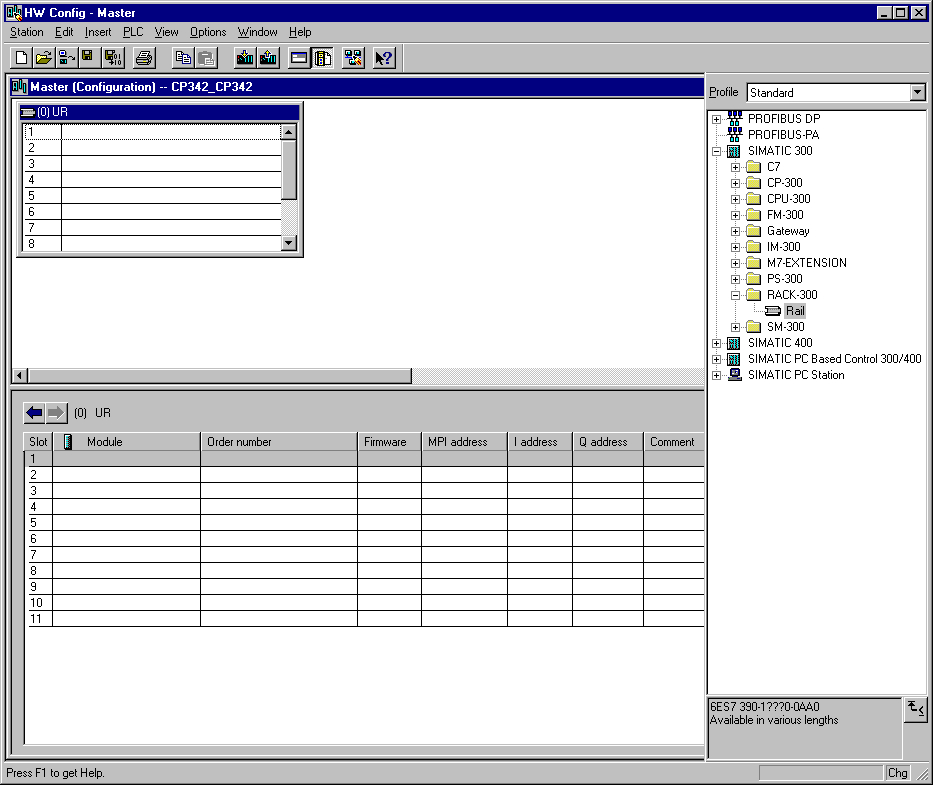 HW Config - Master
Station Edit Insert PLC View Options Window Help
Master (Configuration) -- CP342_CP342
(0) UR
1
2
3
4
5
6
7
8
(0) UR
Slot Module Order number Firmware MPI address I address Q address Comment
1
2
3
4
5
6
7
8
9
10
11
Profile Standard
PROFIBUS DP
PROFIBUS-PA
SIMATIC 300
C7
CP-300
CPU-300
FM-300
Gateway
IM-300
M7-EXTENSION
PS-300
RACK-300
Rail
SM-300
SIMATIC 400
SIMATIC PC Based Control 300/400
SIMATIC PC Station
6ES7 390-1???0-0AA0
Available in various lengths
Press F1 to get Help.
Chg